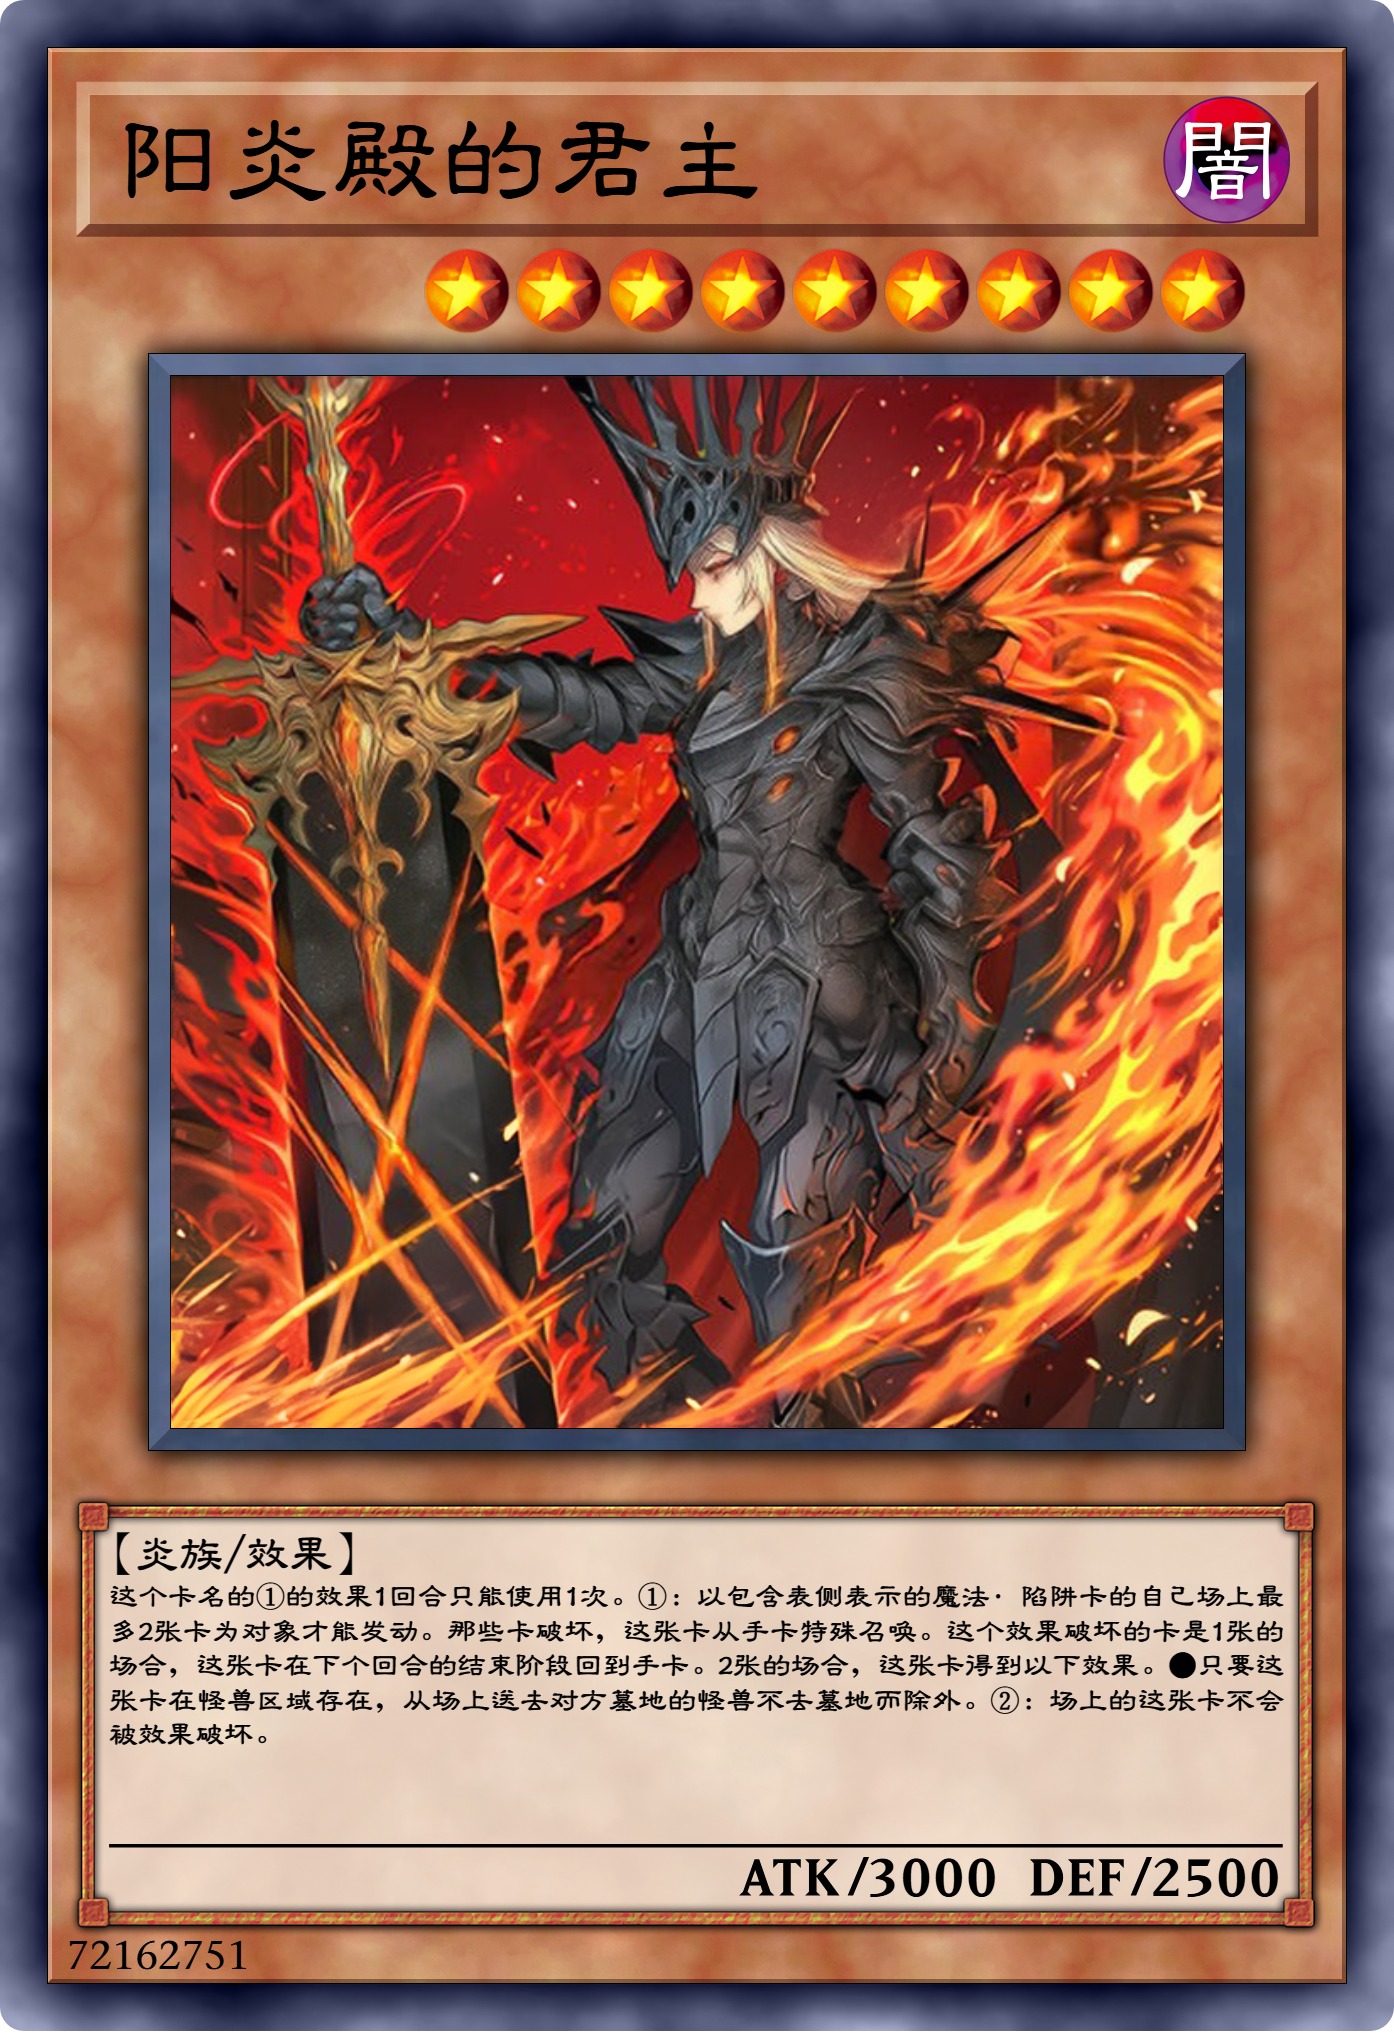 阳炎殿的君主
闇
【炎族/效果】
这个卡名的①的效果1回合只能使用1次。①：以包含表侧表示的魔法·陷阱卡的自己场上最
多2张卡为对象才能发动。那些卡破坏，这张卡从手卡特殊召唤。这个效果破坏的卡是1张的
场合，这张卡在下个回合的结束阶段回到手卡。2张的场合，这张卡得到以下效果。●只要这
张卡在怪兽区域存在，从场上送去对方墓地的怪兽不去墓地而除外。②：场上的这张卡不会
被效果破坏。
ATK/3000 DEF/2500
72162751